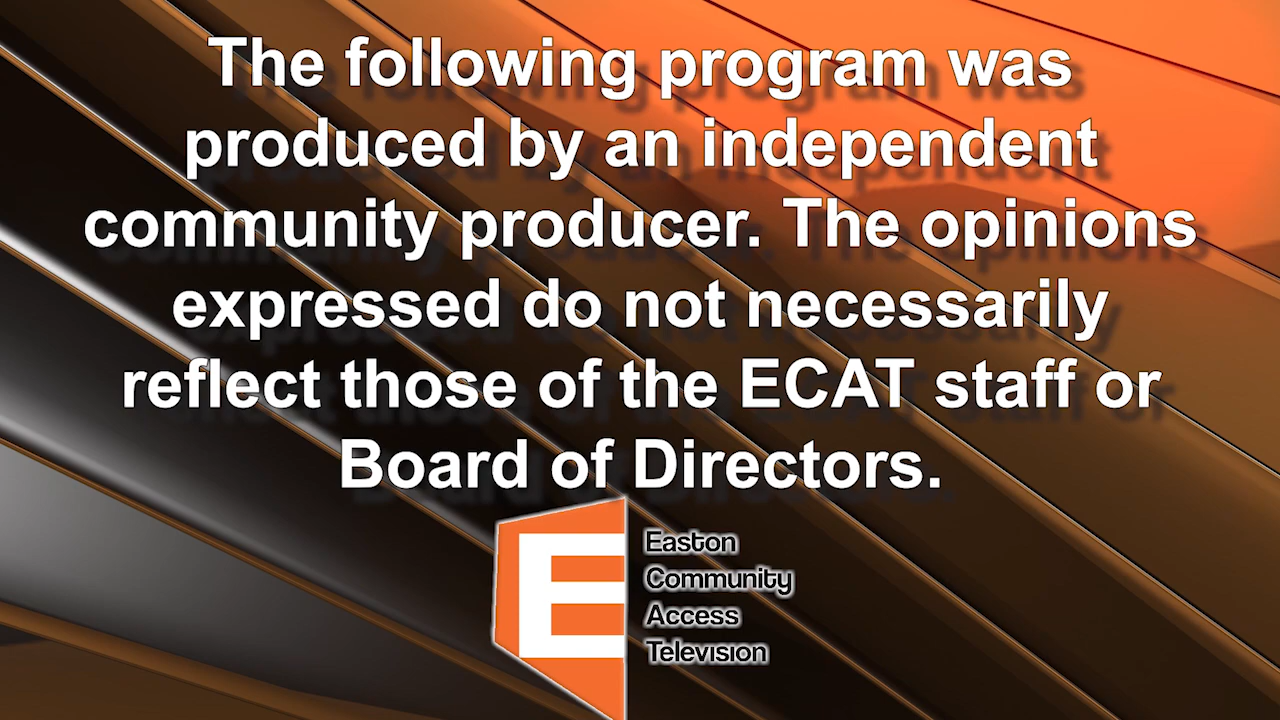 The following program was
produced by an independent
community producer. The opinions
expressed do not necessarily
reflect those of the ECAT staff or
Board of Directors.
E
Easton
Community
Access
Television